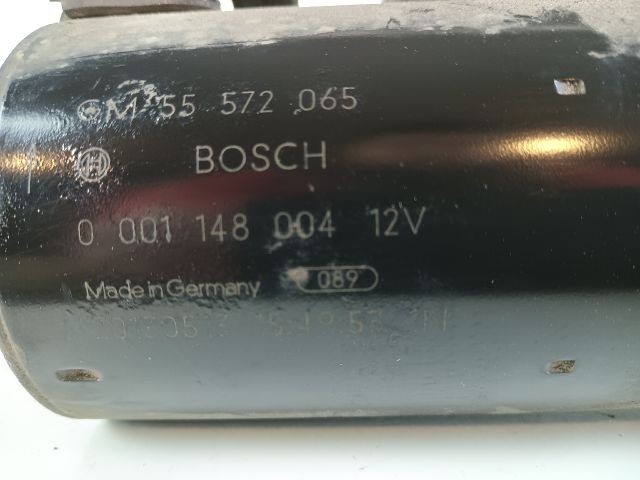 GM 55 572 065
BOSCH
0 001 148 004 12V
Made in Germany 089